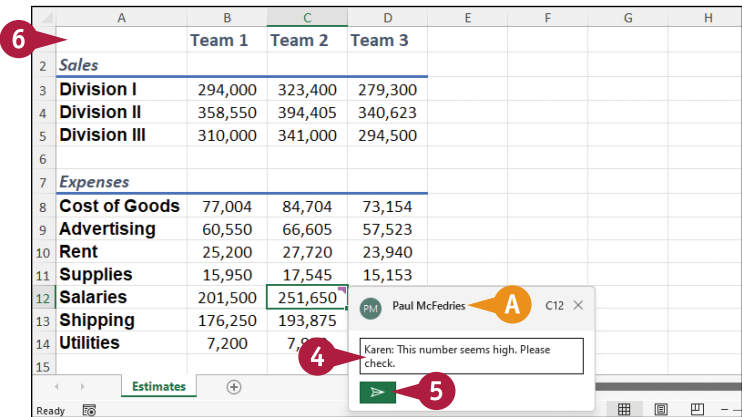 A B C D E F G H
6 Team 1 Team 2 Team 3
2 Sales
3 Division I 294,000 323,400 279,300
4 Division II 358,550 394,405 340,623
5 Division III 310,000 341,000 294,500
6
7 Expenses
8 Cost of Goods 77,004 84,704 73,154
9 Advertising 60,550 66,605 57,523
10 Rent 25,200 27,720 23,940
11 Supplies 15,950 17,545 15,153
12 Salaries 201,500 251,650
PM Paul McFedries A C12
13 Shipping 176,250 193,875
14 Utilities 7,200
4 Karen: This number seems high. Please
check.
15
5
Estimates
Ready